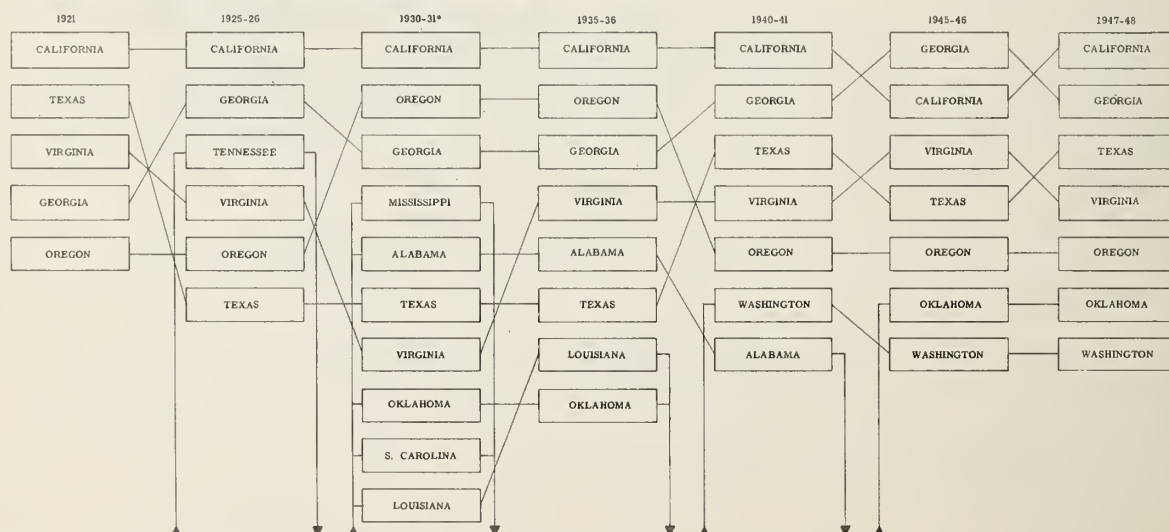 1921 1925-26 1930-31* 1935-36 1940-41 1945-46 1947-48
CALIFORNIA CALIFORNIA CALIFORNIA CALIFORNIA CALIFORNIA GEORGIA CALIFORNIA
TEXAS GEORGIA OREGON OREGON GEORGIA CALIFORNIA GEORGIA
VIRGINIA TENNESSEE GEORGIA GEORGIA TEXAS VIRGINIA TEXAS
GEORGIA VIRGINIA MISSISSIPPI VIRGINIA VIRGINIA TEXAS VIRGINIA
OREGON OREGON ALABAMA ALABAMA OREGON OREGON OREGON
TEXAS TEXAS TEXAS WASHINGTON OKLAHOMA OKLAHOMA
VIRGINIA LOUISIANA ALABAMA WASHINGTON WASHINGTON
OKLAHOMA OKLAHOMA
S. CAROLINA
LOUISIANA